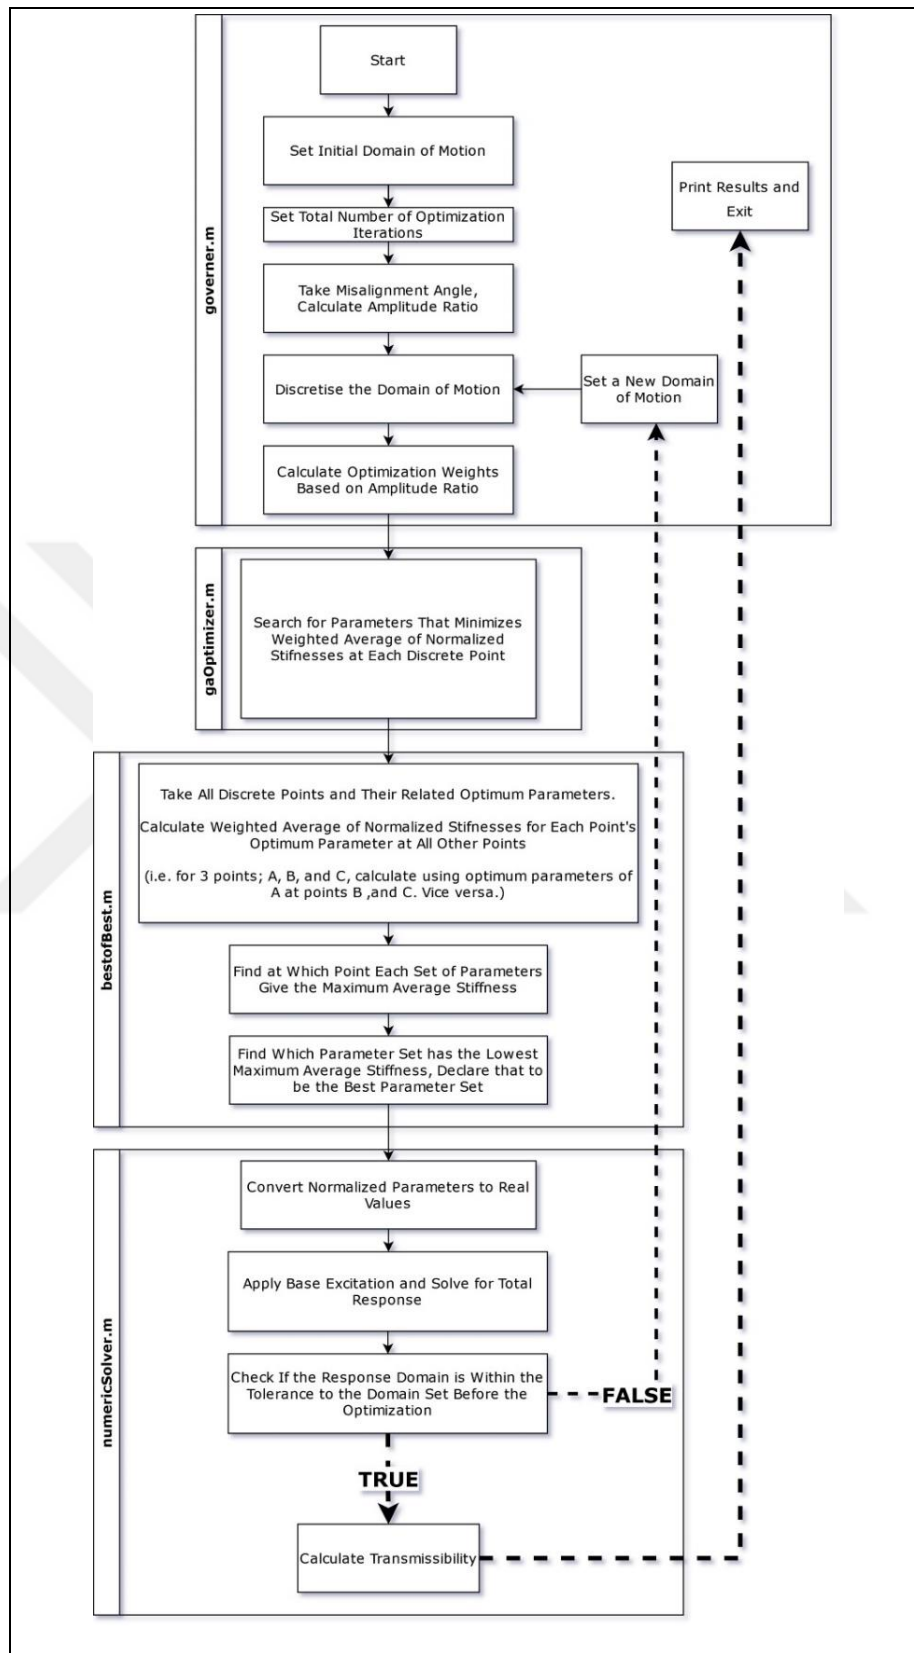 governer.m
Start
Set Initial Domain of Motion
Set Total Number of Optimization
Iterations
Take Misalignment Angle,
Calculate Amplitude Ratio
Discretise the Domain of Motion
Calculate Optimization Weights
Based on Amplitude Ratio
Set a New Domain
of Motion
Print Results and
Exit
gaOptimizer.m
Search for Parameters That Minimizes
Weighted Average of Normalized
Stifnesses at Each Discrete Point
bestofBest.m
Take All Discrete Points and Their Related Optimum Parameters.
Calculate Weighted Average of Normalized Stifnesses for Each Point's
Optimum Parameter at All Other Points
(i.e. for 3 points; A, B, and C, calculate using optimum parameters of
A at points B ,and C. Vice versa.)
Find at Which Point Each Set of Parameters
Give the Maximum Average Stiffness
Find Which Parameter Set has the Lowest
Maximum Average Stiffness, Declare that to
be the Best Parameter Set
numericSolver.m
Convert Normalized Parameters to Real
Values
Apply Base Excitation and Solve for Total
Response
Check If the Response Domain is Within the
Tolerance to the Domain Set Before the
Optimization
FALSE
TRUE
Calculate Transmissibility